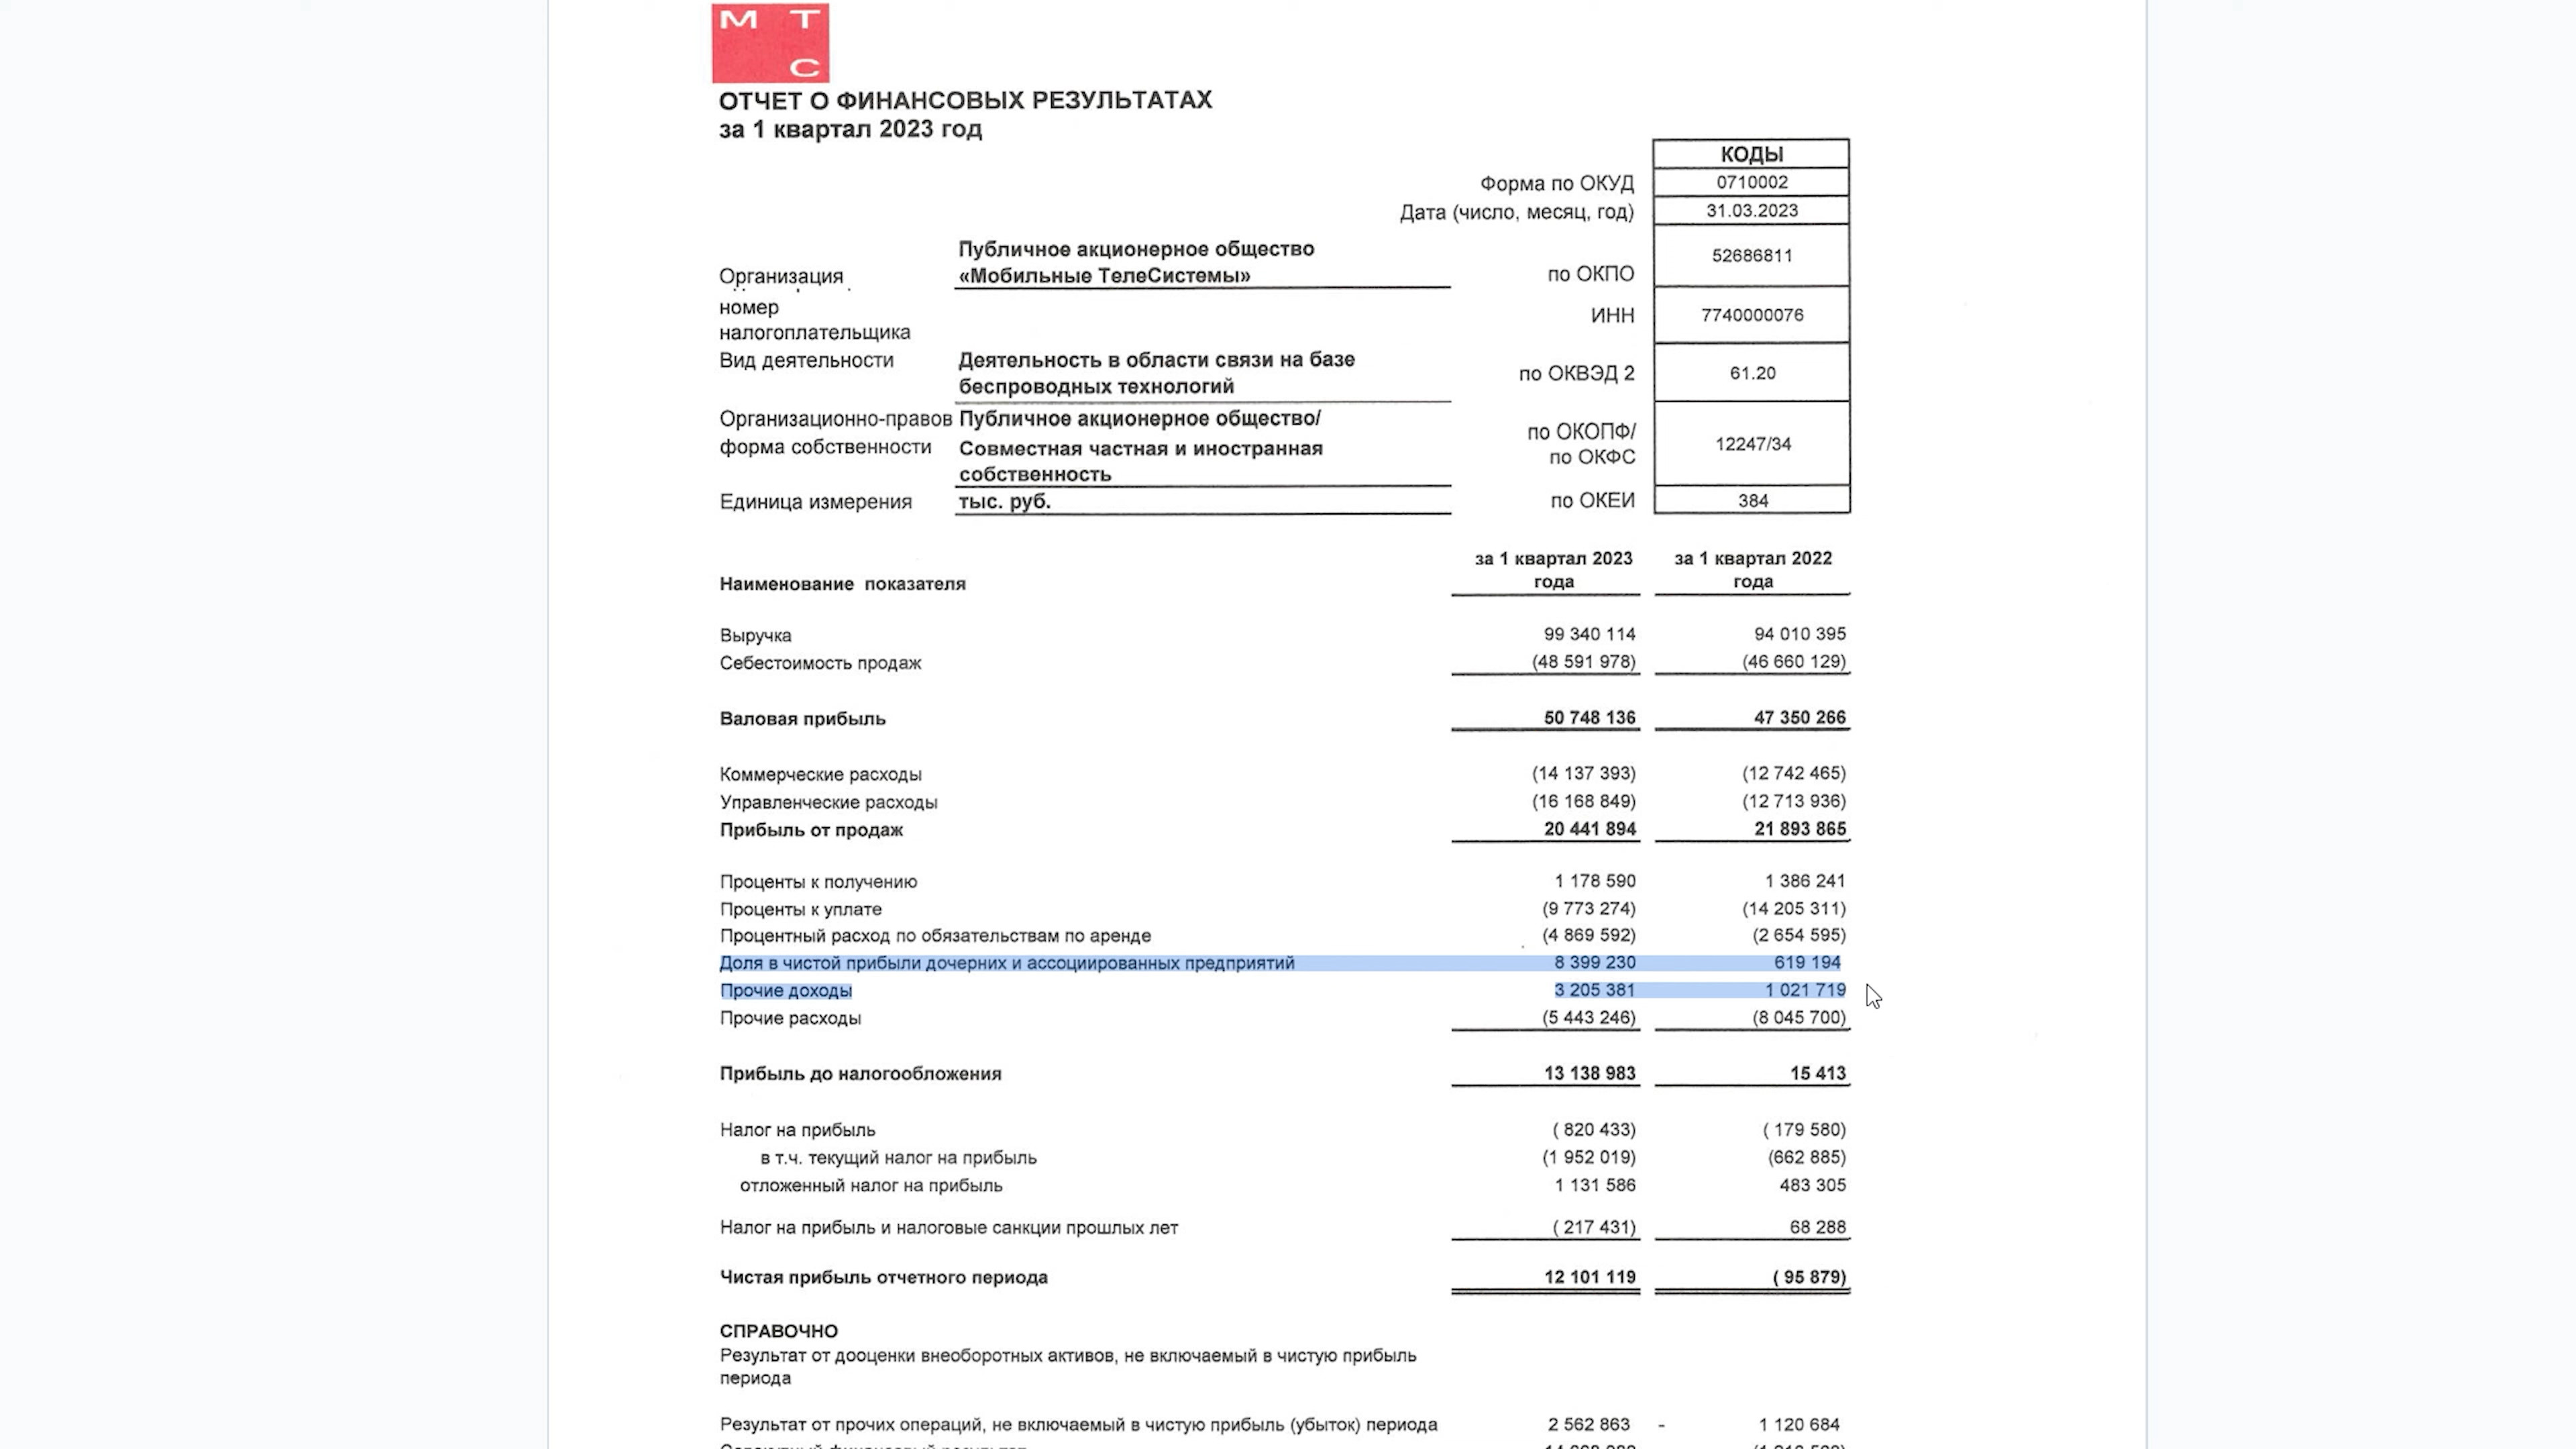 М Т
С
ОТЧЕТ О ФИНАНСОВЫХ РЕЗУЛЬТАТАХ
за 1 квартал 2023 год
КОДЫ
Форма по ОКУД 0710002
Дата (число, месяц, год) 31.03.2023
Публичное акционерное общество
Организация «Мобильные ТелеСистемы» по ОКПО 52686811
номер
налогоплательщика ИНН 7740000076
Вид деятельности Деятельность в области связи на базе
беспроводных технологий по ОКВЭД 2 61.20
Организационно-правов Публичное акционерное общество/
форма собственности Совместная частная и иностранная
собственность по ОКОПФ/
по ОКФС 12247/34
Единица измерения тыс. руб. по ОКЕИ 384
за 1 квартал 2023 за 1 квартал 2022
Наименование показателя года года
Выручка 99 340 114 94 010 395
Себестоимость продаж (48 591 978) (46 660 129)
Валовая прибыль 50 748 136 47 350 266
Коммерческие расходы (14 137 393) (12 742 465)
Управленческие расходы (16 168 849) (12 713 936)
Прибыль от продаж 20 441 894 21 893 865
Проценты к получению 1 178 590 1 386 241
Проценты к уплате (9 773 274) (14 205 311)
Процентный расход по обязательствам по аренде (4 869 592) (2 654 595)
Доля в чистой прибыли дочерних и ассоциированных предприятий 8 399 230 619 194
Прочие доходы 3 205 381 1 021 719
Прочие расходы (5 443 246) (8 045 700)
Прибыль до налогообложения 13 138 983 15 413
Налог на прибыль ( 820 433) ( 179 580)
в т.ч. текущий налог на прибыль (1 952 019) (662 885)
отложенный налог на прибыль 1 131 586 483 305
Налог на прибыль и налоговые санкции прошлых лет ( 217 431) 68 288
Чистая прибыль отчетного периода 12 101 119 ( 95 879)
СПРАВОЧНО
Результат от дооценки внеоборотных активов, не включаемый в чистую прибыль
периода
Результат от прочих операций, не включаемый в чистую прибыль (убыток) периода 2 562 863 - 1 120 684